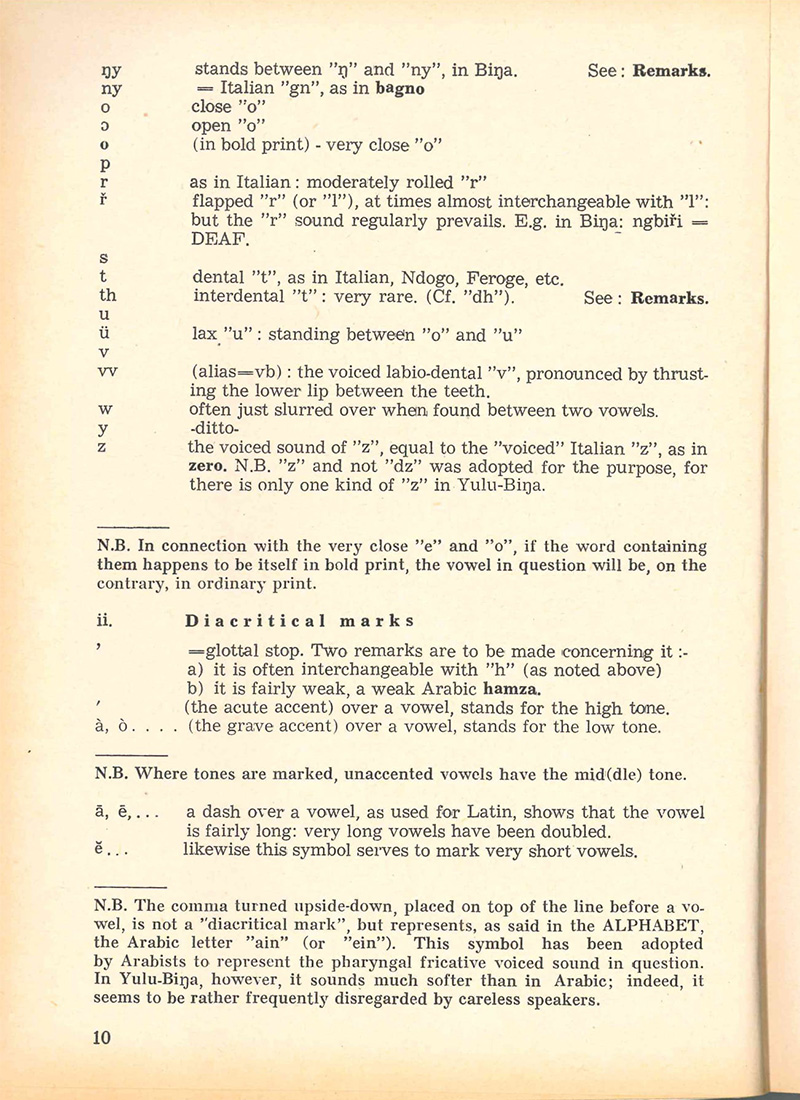 ŋy stands between ”ŋ” and ”ny”, in Biŋa. See : Remarks.
ny = Italian ”gn”, as in bagno
o close ”o”
ɔ open ”o”
o (in bold print) - very close ”o”
p
r as in Italian : moderately rolled ”r”
ř flapped ”r” (or ”l”), at times almost interchangeable with ”l”:
but the ”r” sound regularly prevails. E.g. in Biŋa: ngbiři =
DEAF.
s
t dental ”t”, as in Italian, Ndogo, Feroge, etc.
th interdental ”t” : very rare. (Cf. ”dh”). See : Remarks.
u
ü lax ”u” : standing between ”o” and ”u”
v
vv (alias=vb) : the voiced labio-dental ”v”, pronounced by thrust-
ing the lower lip between the teeth.
w often just slurred over when found between two vowels.
y -ditto-
z the voiced sound of ”z”, equal to the ”voiced” Italian ”z”, as in
zero. N.B. ”z” and not ”dz” was adopted for the purpose, for
there is only one kind of ”z” in Yulu-Biŋa.
N.B. In connection with the very close ”e” and ”o”, if the word containing
them happens to be itself in bold print, the vowel in question will be, on the
contrary, in ordinary print.
ii. Diacritical marks
’ =glottal stop. Two remarks are to be made concerning it :-
a) it is often interchangeable with ”h” (as noted above)
b) it is fairly weak, a weak Arabic hamza.
′ (the acute accent) over a vowel, stands for the high tone.
à, ò. . . . (the grave accent) over a vowel, stands for the low tone.
N.B. Where tones are marked, unaccented vowels have the mid(dle) tone.
ā, ē,... a dash over a vowel, as used for Latin, shows that the vowel
is fairly long: very long vowels have been doubled.
ĕ... likewise this symbol serves to mark very short vowels.
N.B. The comma turned upside-down, placed on top of the line before a vo-
wel, is not a ”diacritical mark”, but represents, as said in the ALPHABET,
the Arabic letter ”ain” (or ”ein”). This symbol has been adopted
by Arabists to represent the pharyngal fricative voiced sound in question.
In Yulu-Biŋa, however, it sounds much softer than in Arabic; indeed, it
seems to be rather frequently disregarded by careless speakers.
10